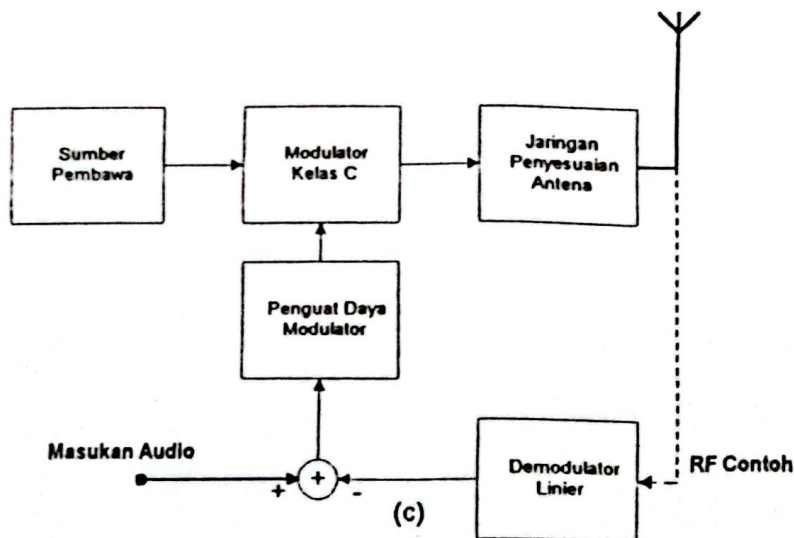 Sumber
Pembawa
Modulator
Kelas C
Jaringan
Penyesuaian
Antena
Penguat Daya
Modulator
Masukan Audio
+
+
-
(c)
Demodulator
Linier
RF Contoh